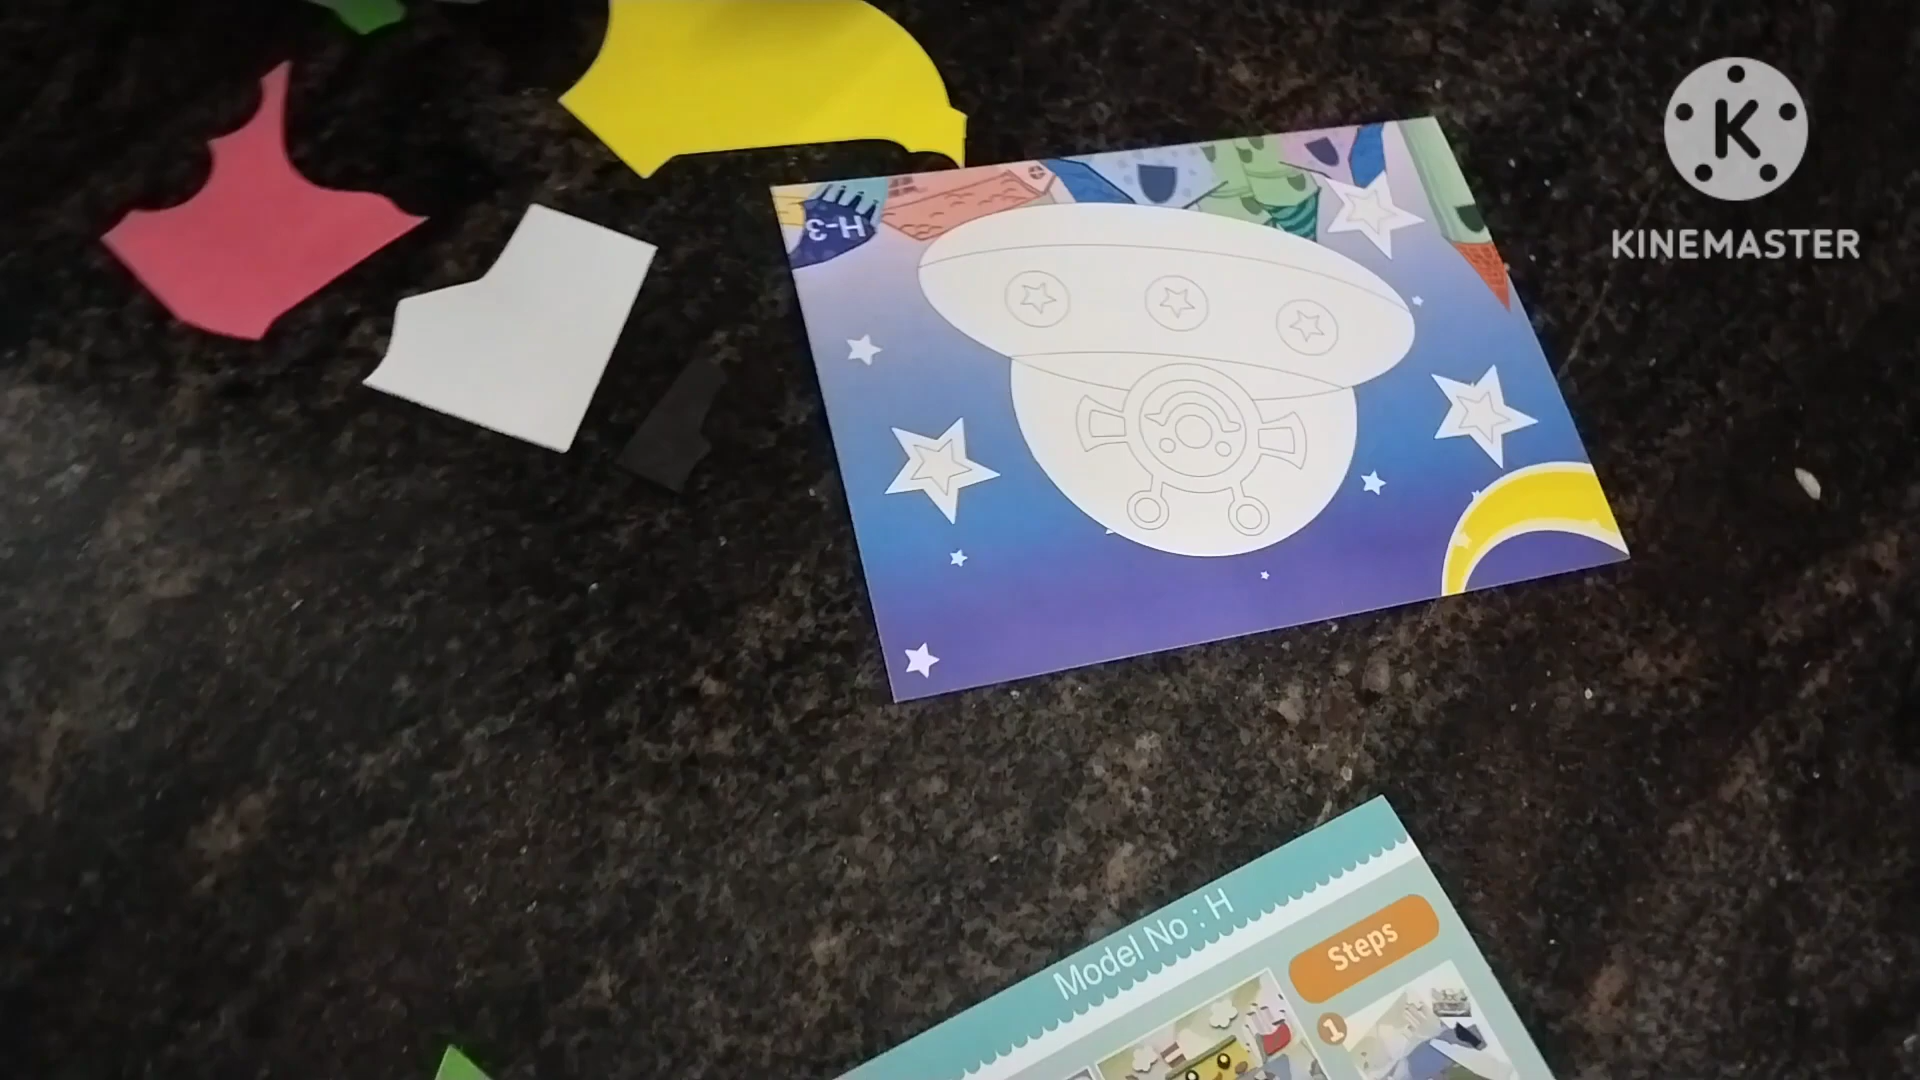 K
KINEMASTER
H-3
Model No : H
Steps
1